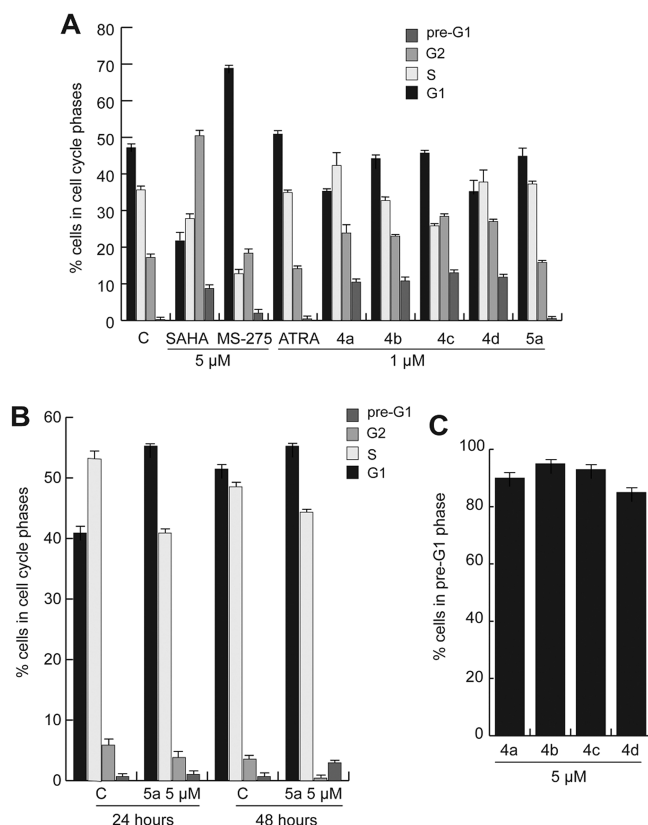 A
80
70
60
50
40
30
20
10
0
% cells in cell cycle phases
pre-G1
G2
S
G1
C SAHA MS-275 ATRA 4a 4b 4c 4d 5a
5 µM 1 µM
B
60
50
40
30
20
10
0
% cells in cell cycle phases
pre-G1
G2
S
G1
C 5a 5 µM C 5a 5 µM
24 hours 48 hours
C
100
80
60
40
20
0
% cells in pre-G1 phase
4a 4b 4c 4d
5 µM